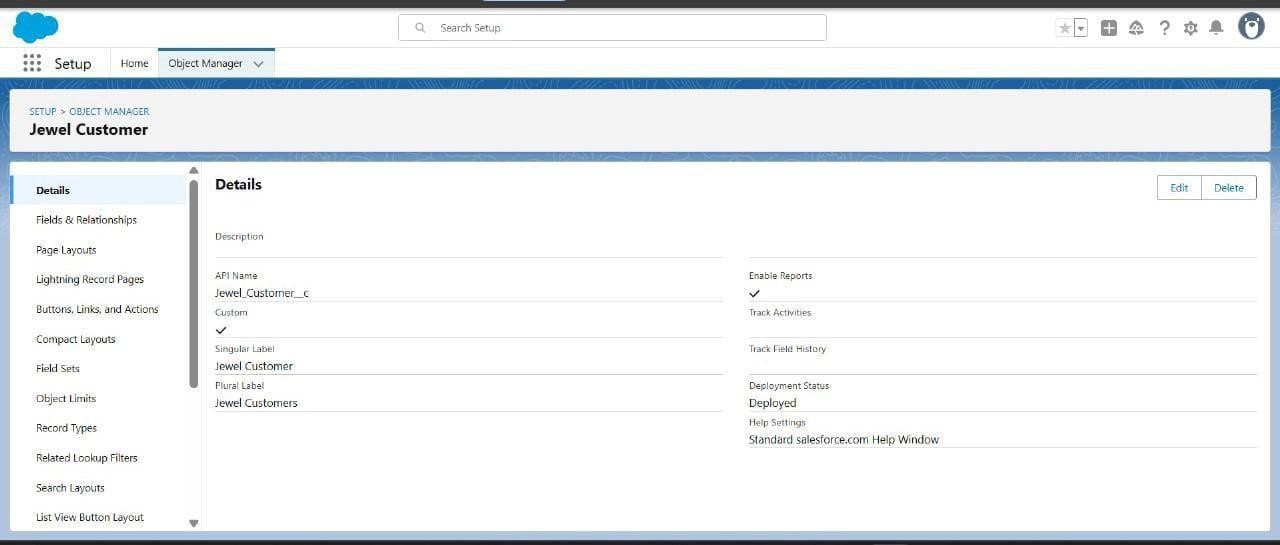 Search Setup
Setup
Home
Object Manager
SETUP > OBJECT MANAGER
Jewel Customer
Details
Fields & Relationships
Page Layouts
Lightning Record Pages
Buttons, Links, and Actions
Compact Layouts
Field Sets
Object Limits
Record Types
Related Lookup Filters
Search Layouts
List View Button Layout
Details
Edit
Delete
Description
API Name
Jewel_Customer__c
Custom
Singular Label
Jewel Customer
Plural Label
Jewel Customers
Enable Reports
Track Activities
Track Field History
Deployment Status
Deployed
Help Settings
Standard salesforce.com Help Window